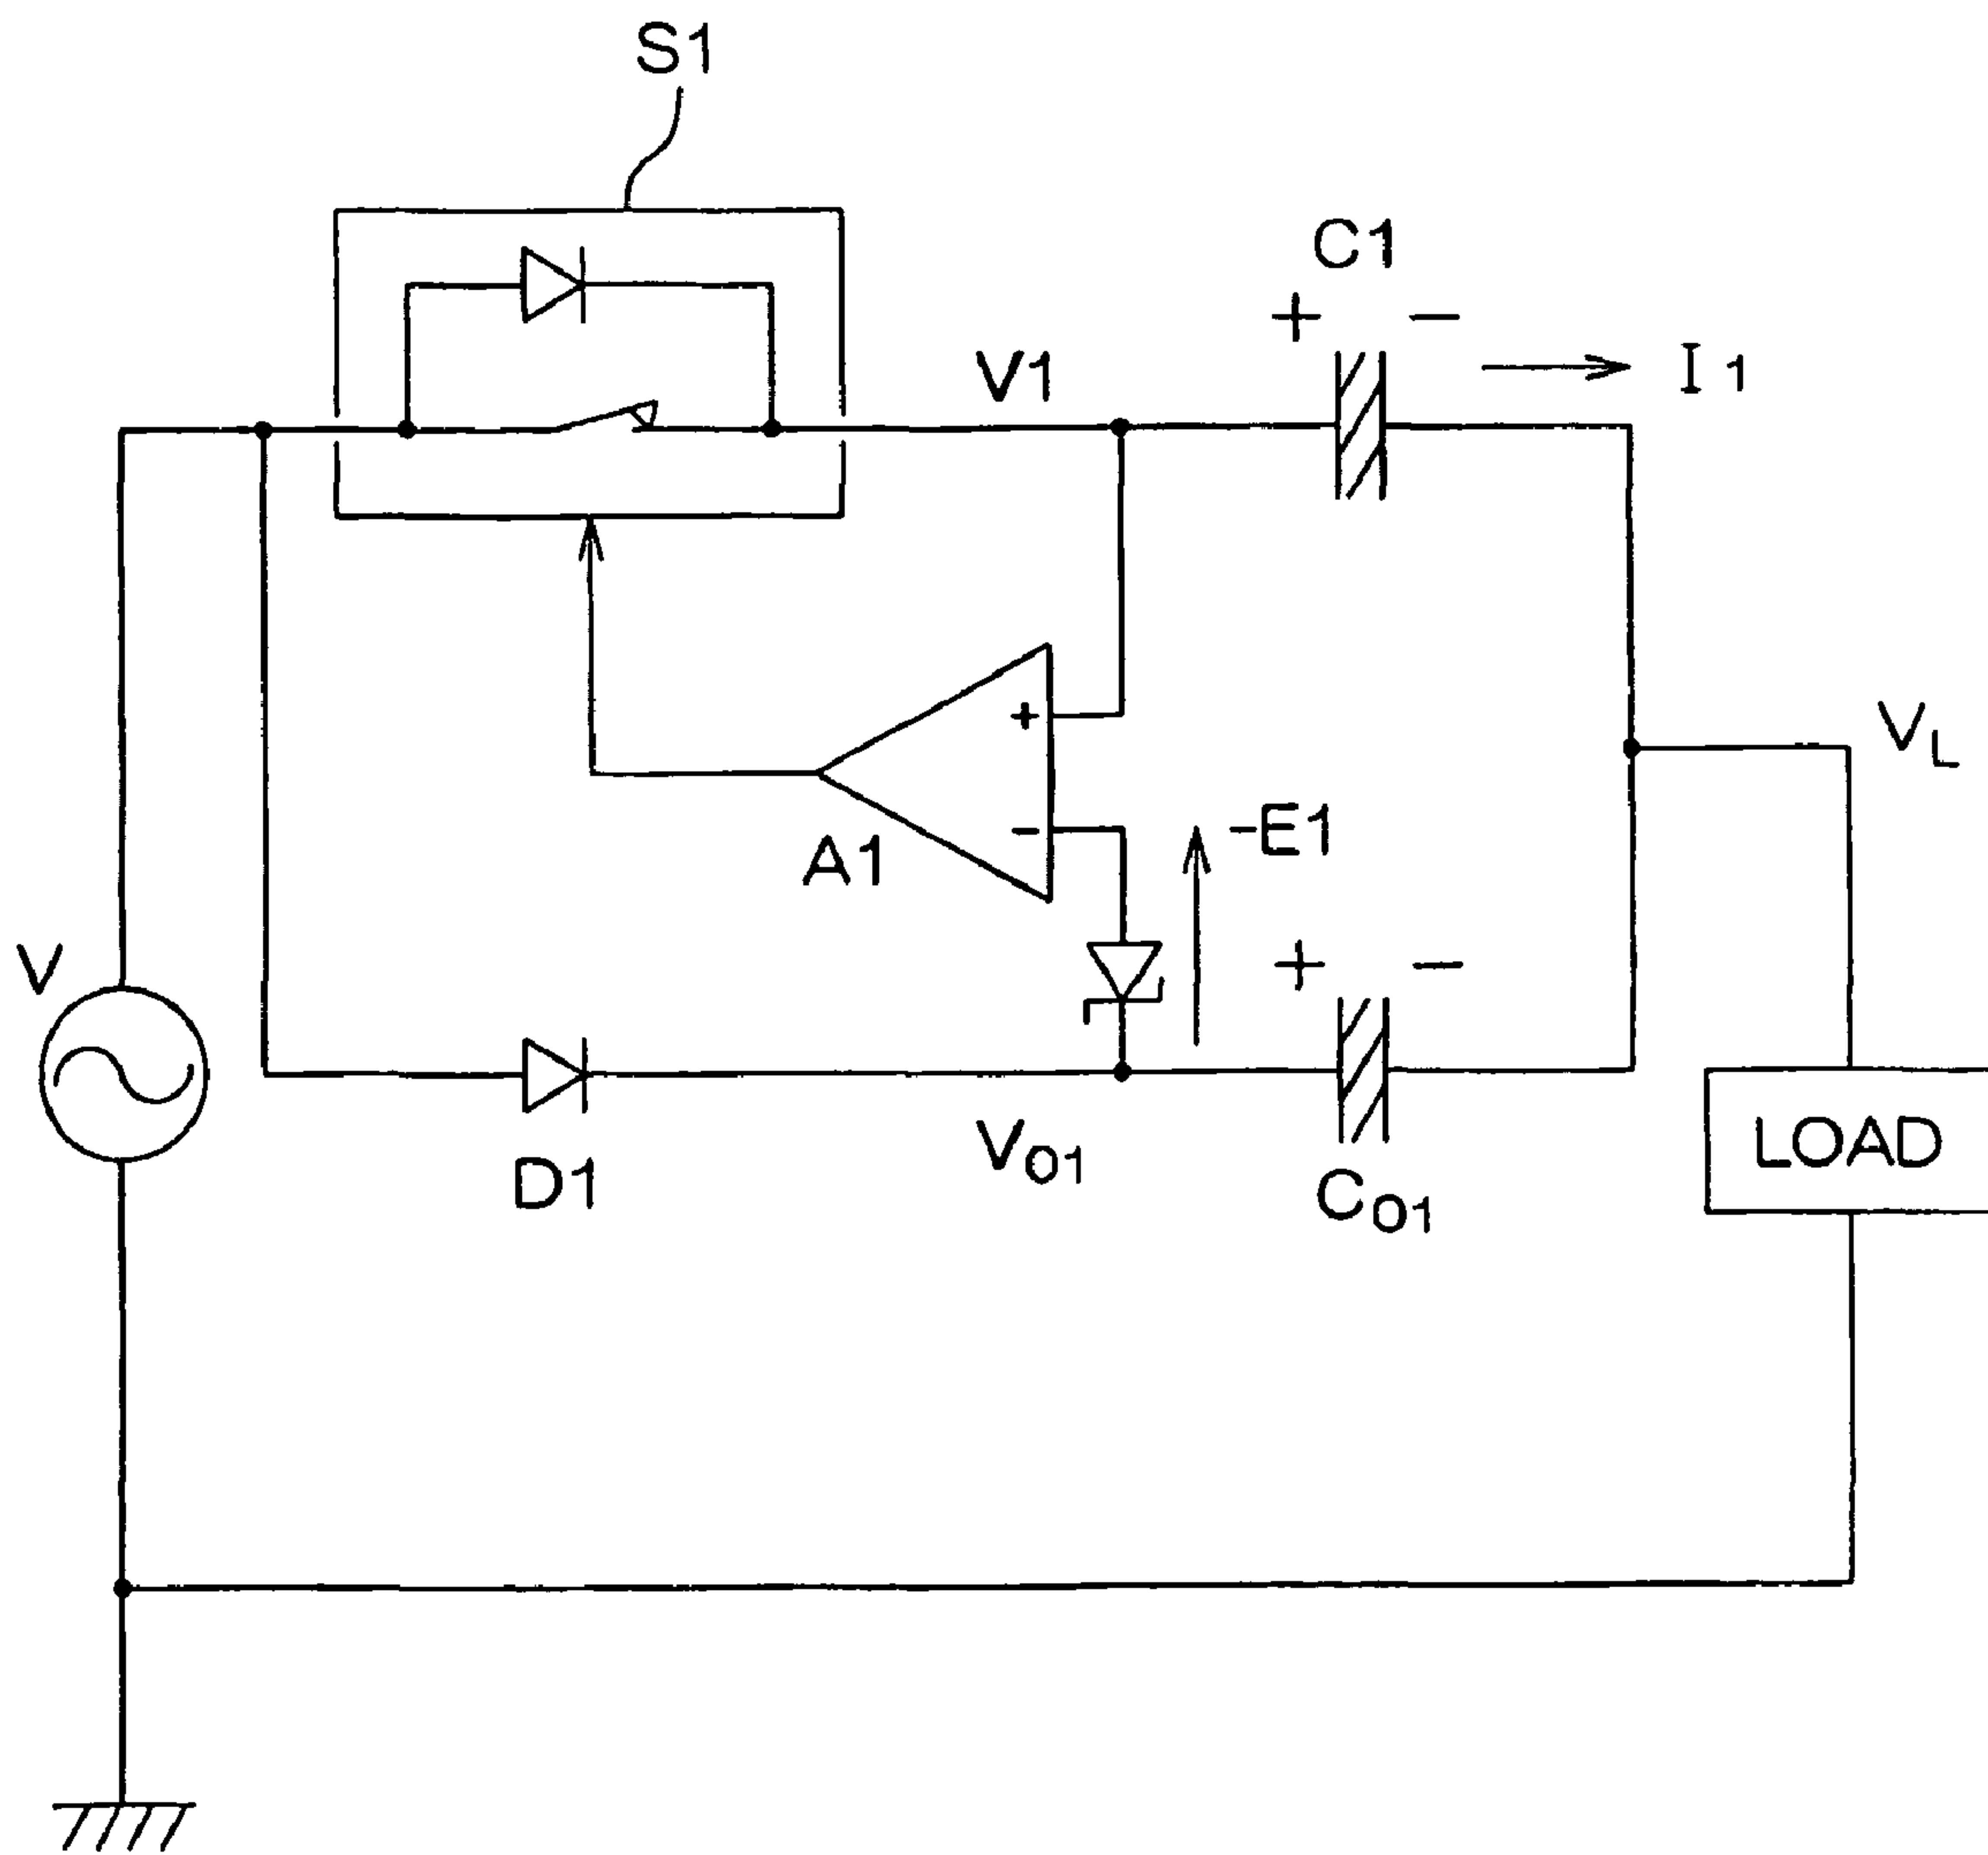 S1
C1
+ −
I1
V1
VL
+
−
A1
-E1
+ −
V
VO1
LOAD
D1
CO1